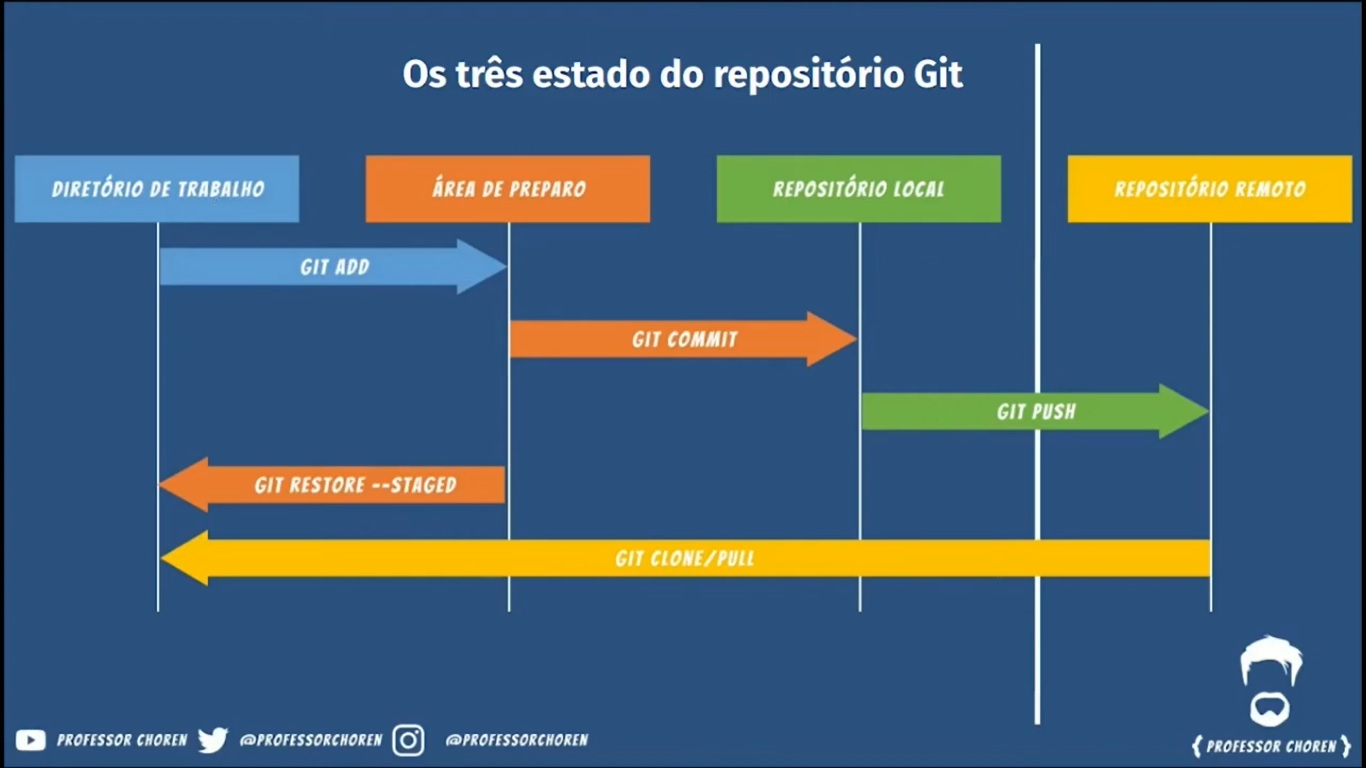 Os três estado do repositório Git
DIRETÓRIO DE TRABALHO
ÁREA DE PREPARO
REPOSITÓRIO LOCAL
REPOSITÓRIO REMOTO
GIT ADD
GIT COMMIT
GIT PUSH
GIT RESTORE --STAGED
GIT CLONE/PULL
PROFESSOR CHOREN
@PROFESSORCHOREN
@PROFESSORCHOREN
{ PROFESSOR CHOREN }